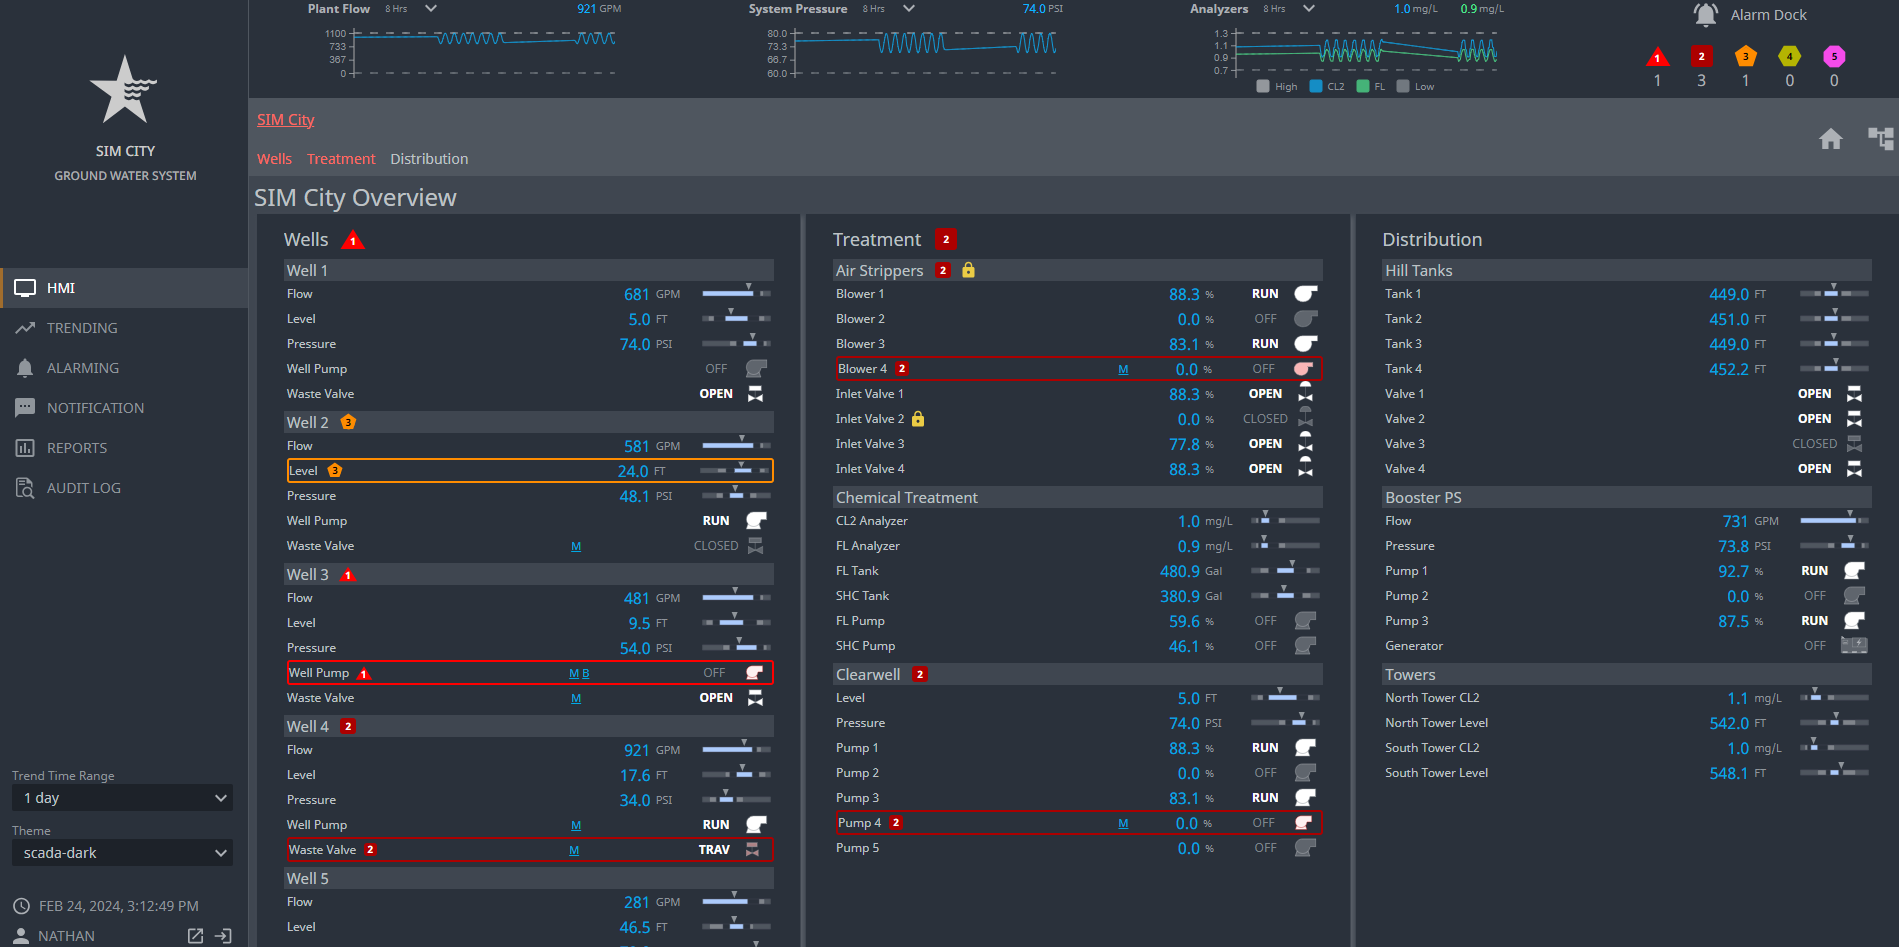 Plant Flow 8 Hrs 921 GPM
1100
733
367
0
System Pressure 8 Hrs 74.0 PSI
80.0
73.3
66.7
60.0
Analyzers 8 Hrs 1.0 mg/L 0.9 mg/L
1.3
1.1
0.9
0.7
High CL2 FL Low
Alarm Dock
1 2 3 4 5
1 3 1 0 0
SIM CITY
GROUND WATER SYSTEM
HMI
TRENDING
ALARMING
NOTIFICATION
REPORTS
AUDIT LOG
Trend Time Range
1 day
Theme
scada-dark
FEB 24, 2024, 3:12:49 PM
NATHAN
SIM City
Wells Treatment Distribution
SIM City Overview
Wells 1
Well 1
Flow 681 GPM
Level 5.0 FT
Pressure 74.0 PSI
Well Pump OFF
Waste Valve OPEN
Well 2 3
Flow 581 GPM
Level 3 24.0 FT
Pressure 48.1 PSI
Well Pump RUN
Waste Valve M CLOSED
Well 3 1
Flow 481 GPM
Level 9.5 FT
Pressure 54.0 PSI
Well Pump 1 M B OFF
Waste Valve M OPEN
Well 4 2
Flow 921 GPM
Level 17.6 FT
Pressure 34.0 PSI
Well Pump M RUN
Waste Valve 2 M TRAV
Well 5
Flow 281 GPM
Level 46.5 FT
Treatment 2
Air Strippers 2
Blower 1 88.3 % RUN
Blower 2 0.0 % OFF
Blower 3 83.1 % RUN
Blower 4 2 M 0.0 % OFF
Inlet Valve 1 88.3 % OPEN
Inlet Valve 2 0.0 % CLOSED
Inlet Valve 3 77.8 % OPEN
Inlet Valve 4 88.3 % OPEN
Chemical Treatment
CL2 Analyzer 1.0 mg/L
FL Analyzer 0.9 mg/L
FL Tank 480.9 Gal
SHC Tank 380.9 Gal
FL Pump 59.6 % OFF
SHC Pump 46.1 % OFF
Clearwell 2
Level 5.0 FT
Pressure 74.0 PSI
Pump 1 88.3 % RUN
Pump 2 0.0 % OFF
Pump 3 83.1 % RUN
Pump 4 2 M 0.0 % OFF
Pump 5 0.0 % OFF
Distribution
Hill Tanks
Tank 1 449.0 FT
Tank 2 451.0 FT
Tank 3 449.0 FT
Tank 4 452.2 FT
Valve 1 OPEN
Valve 2 OPEN
Valve 3 CLOSED
Valve 4 OPEN
Booster PS
Flow 731 GPM
Pressure 73.8 PSI
Pump 1 92.7 % RUN
Pump 2 0.0 % OFF
Pump 3 87.5 % RUN
Generator OFF
Towers
North Tower CL2 1.1 mg/L
North Tower Level 542.0 FT
South Tower CL2 1.0 mg/L
South Tower Level 548.1 FT